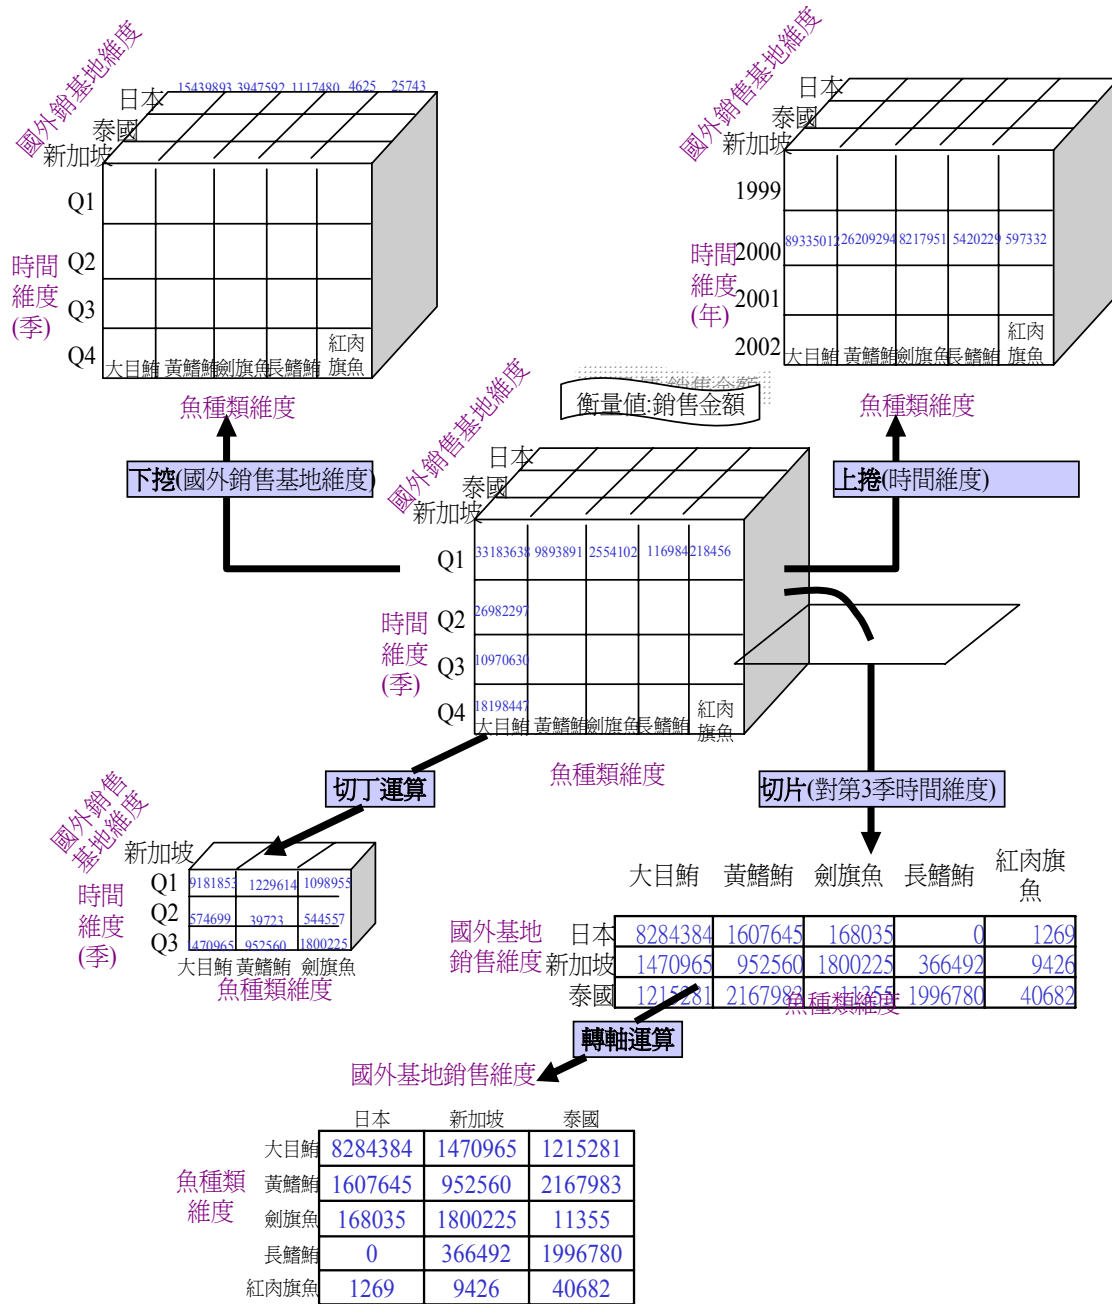 國外銷基地維度
日本
15439893 3947592 1117480 4625 25743
泰國
新加坡
Q1
Q2
時間
維度
(季)
Q3
Q4
大目鮪 黃鰭鮪 劍旗魚 長鰭鮪 紅肉
旗魚
魚種類維度
下挖(國外銷售基地維度)
國外銷售基地維度
日本
泰國
新加坡
1999
2000 89335012 26209294 8217951 5420229 597332
時間
維度
(年)
2001
2002
大目鮪 黃鰭鮪 劍旗魚 長鰭鮪 紅肉
旗魚
魚種類維度
上捲(時間維度)
衡量值:銷售金額
國外銷售基地維度
日本
泰國
新加坡
Q1 33183638 9893891 2554102 116984 218456
Q2 26982297
時間
維度
(季)
Q3 10970630
Q4 18198447
大目鮪 黃鰭鮪 劍旗魚 長鰭鮪 紅肉
旗魚
魚種類維度
切丁運算
切片(對第3季時間維度)
國外銷售
基地維度
新加坡
時間
維度
(季)
Q1 9181853 1229614 1098955
Q2 574699 39723 544557
Q3 1470965 952560 1800225
大目鮪 黃鰭鮪 劍旗魚
魚種類維度
大目鮪 黃鰭鮪 劍旗魚 長鰭鮪 紅肉旗
魚
國外基地
銷售維度
日本 8284384 1607645 168035 0 1269
新加坡 1470965 952560 1800225 366492 9426
泰國 1215281 2167983 11355 1996780 40682
魚種類維度
轉軸運算
國外基地銷售維度
日本 新加坡 泰國
魚種類
維度
大目鮪 8284384 1470965 1215281
黃鰭鮪 1607645 952560 2167983
劍旗魚 168035 1800225 11355
長鰭鮪 0 366492 1996780
紅肉旗魚 1269 9426 40682